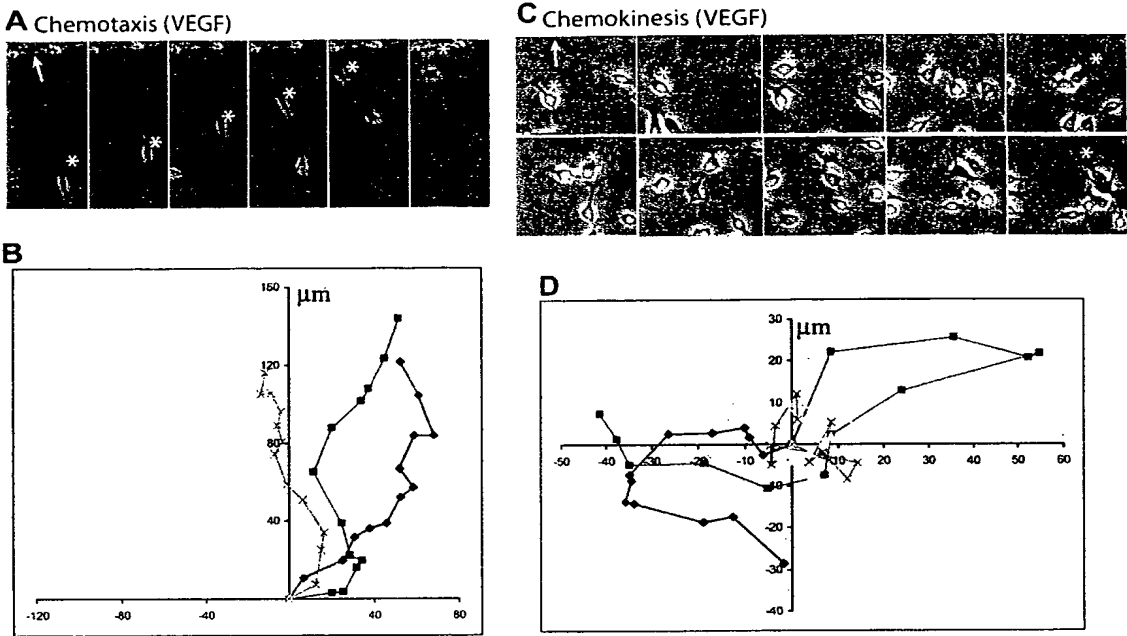 A Chemotaxis (VEGF)
C Chemokinesis (VEGF)
* * * * * *
* * * * *
* * * * *
B
µm
160
120
80
40
-120 -80 -40 40 80
D
µm
30
20
10
-50 -40 -30 -20 -10 10 20 30 40 50 60
-10
-20
-30
-40